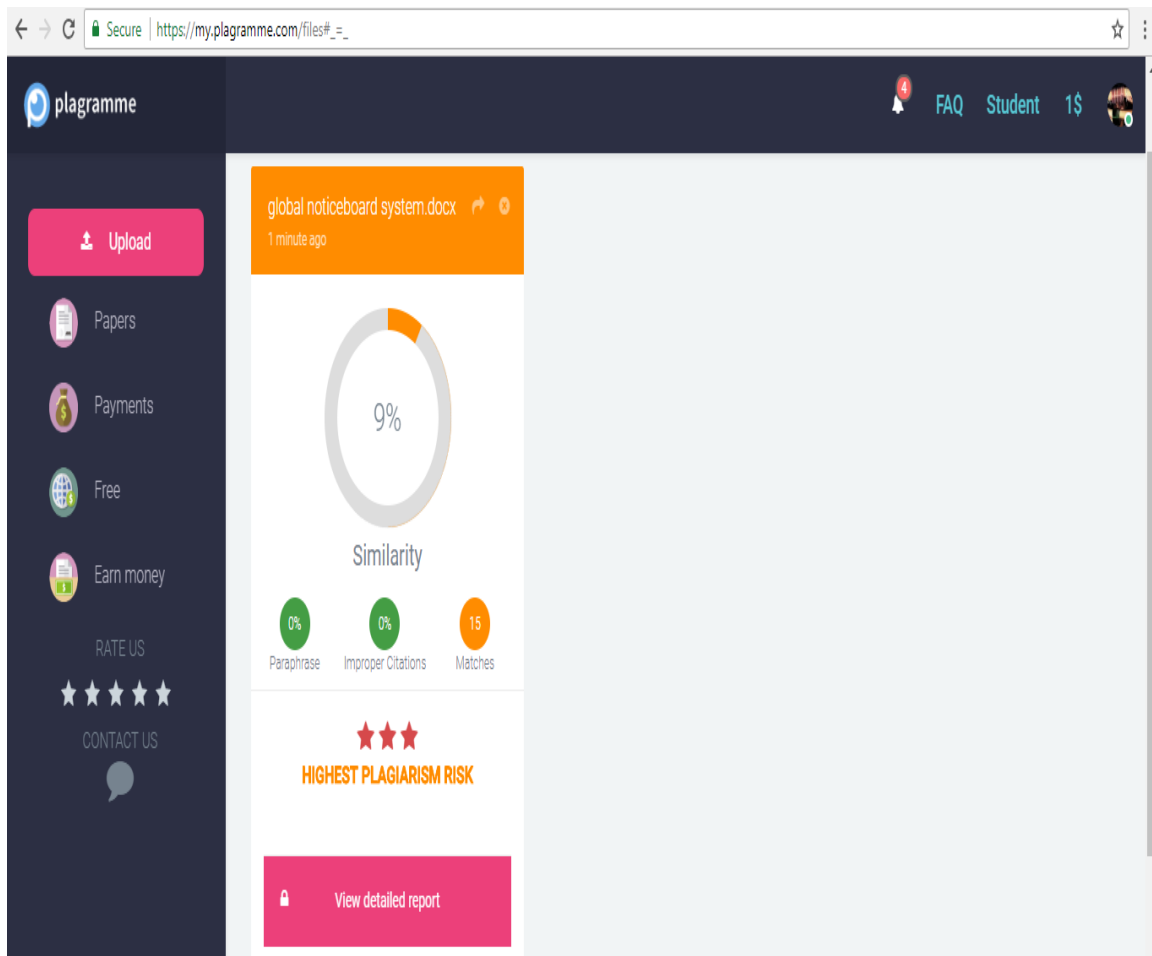 Secure | https://my.plagramme.com/files#_=_
plagramme
4
FAQ Student 1$
Upload
Papers
Payments
Free
Earn money
RATE US
CONTACT US
global noticeboard system.docx
1 minute ago
9%
Similarity
0% 0% 15
Paraphrase Improper Citations Matches
HIGHEST PLAGIARISM RISK
View detailed report